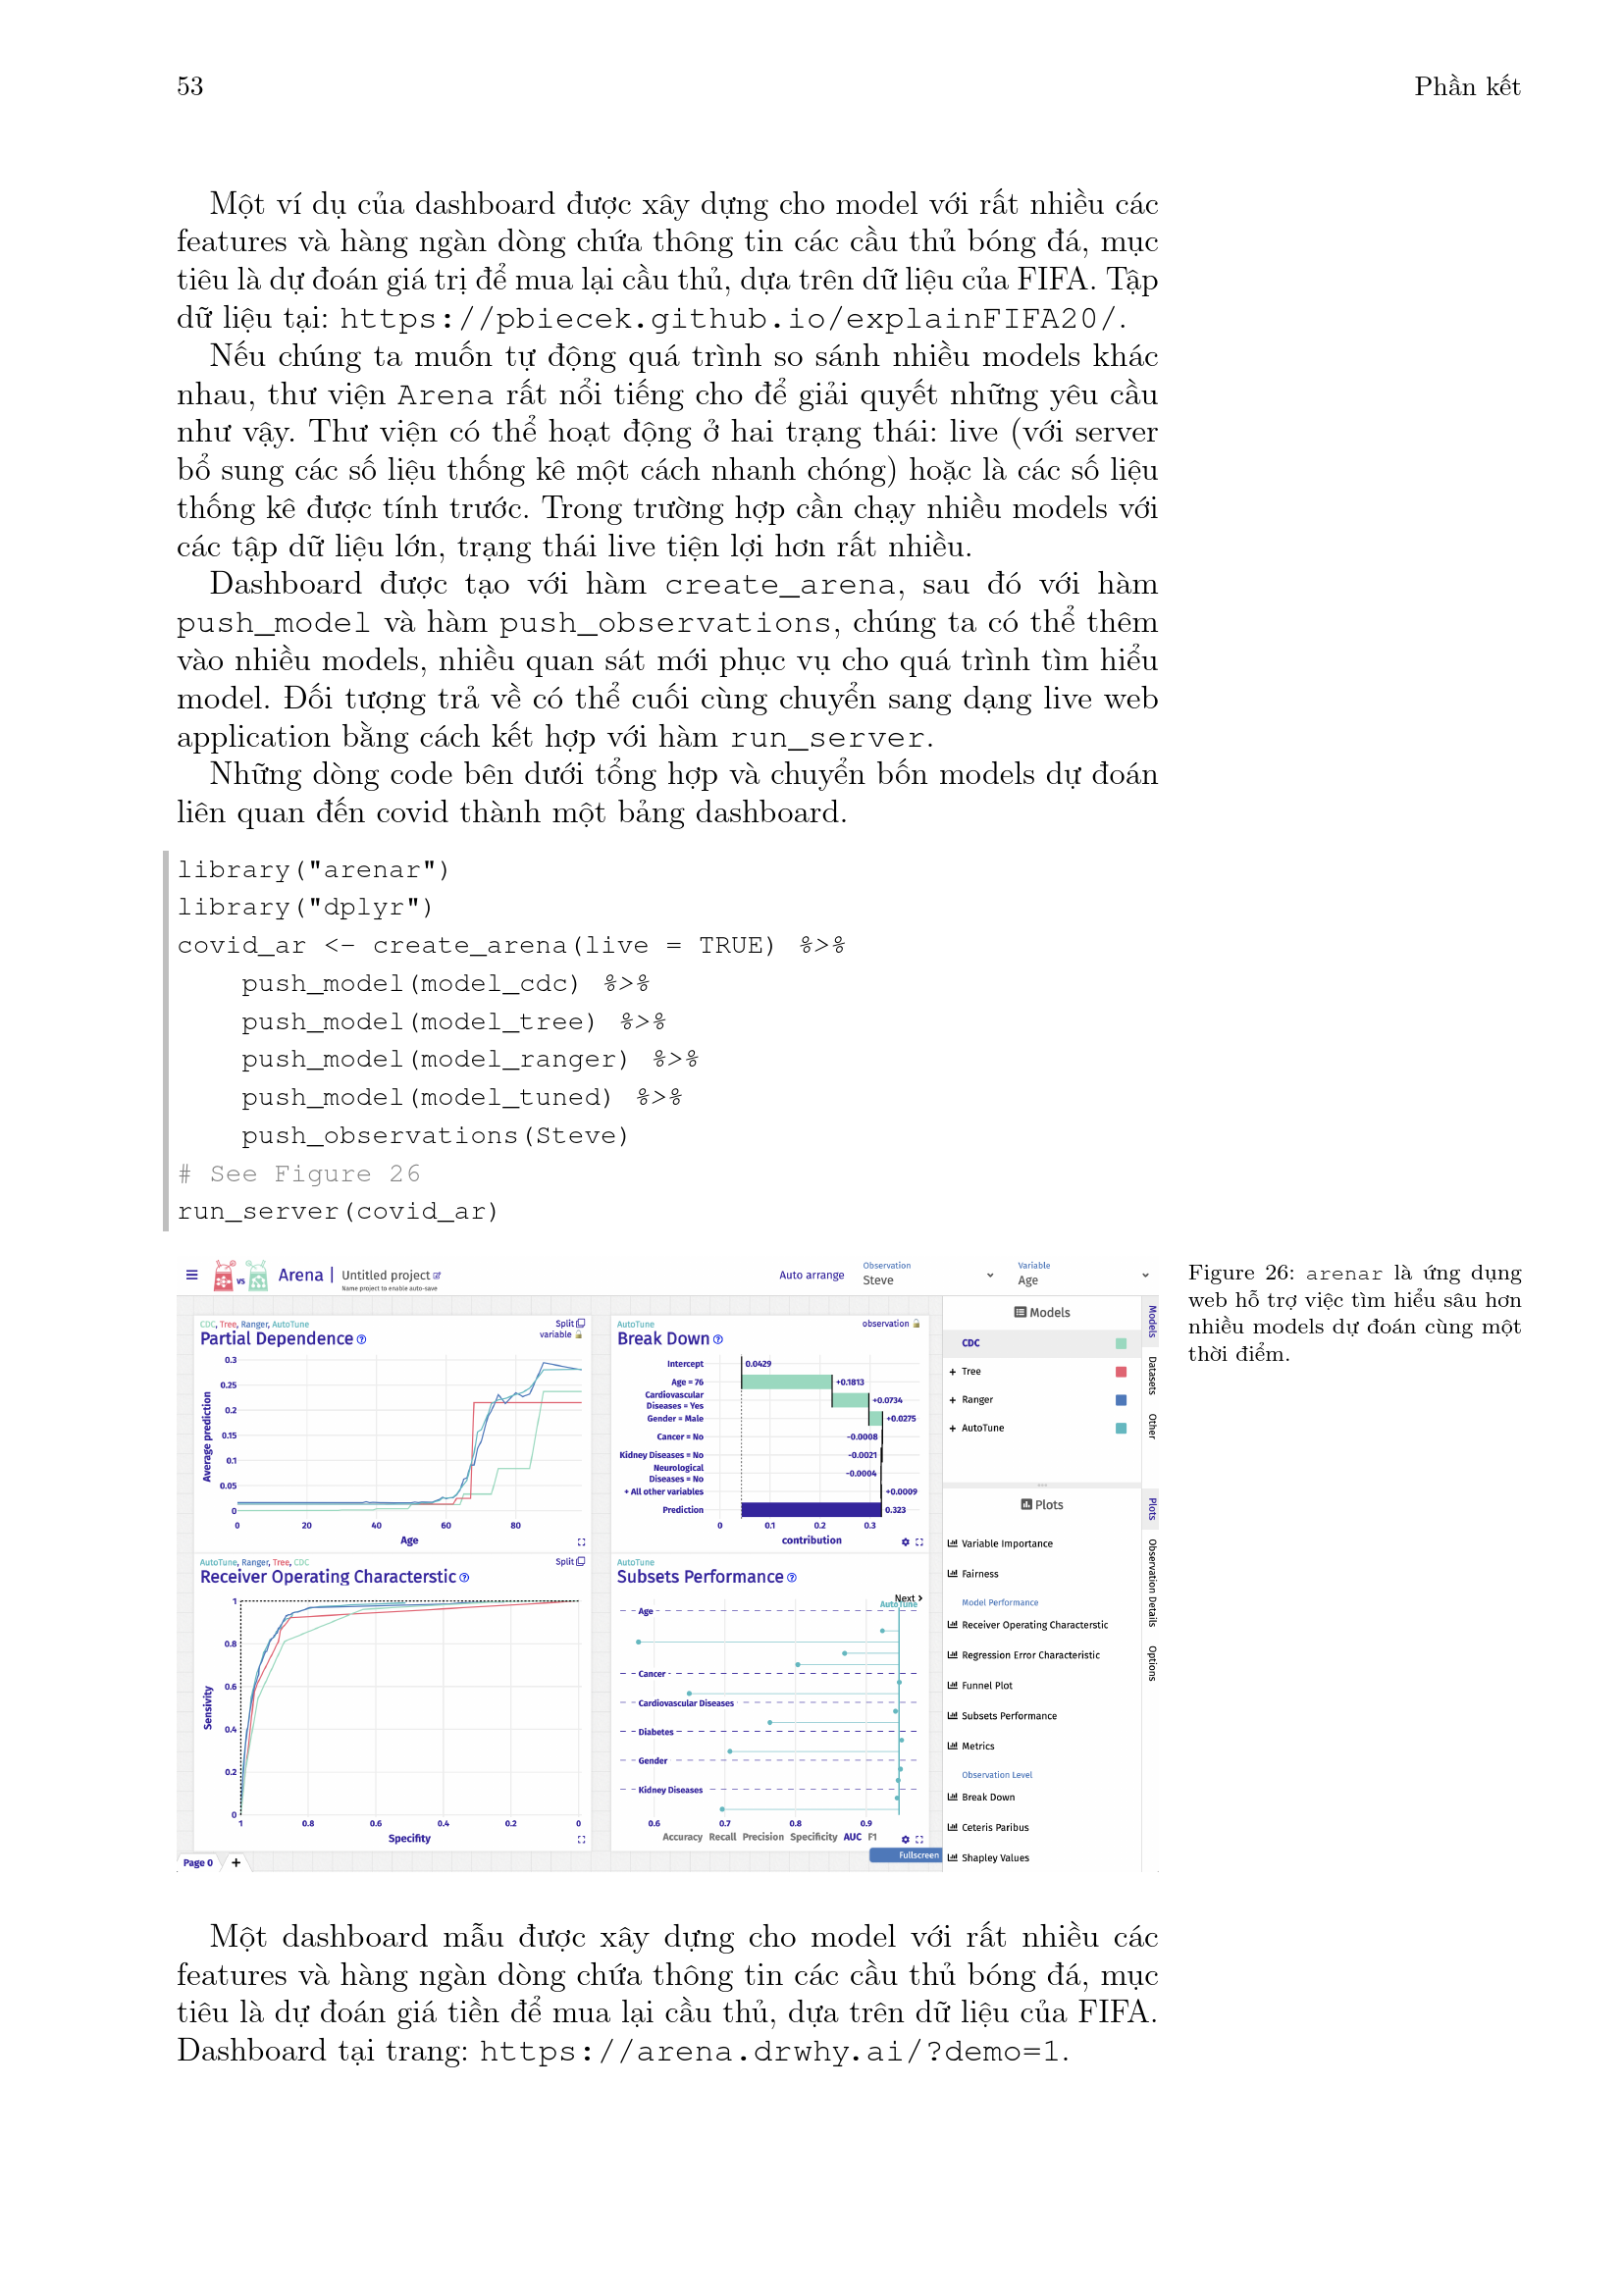 53
Phần kết
Một ví dụ của dashboard được xây dựng cho model với rất nhiều các
features và hàng ngàn dòng chứa thông tin các cầu thủ bóng đá, mục
tiêu là dự đoán giá trị để mua lại cầu thủ, dựa trên dữ liệu của FIFA. Tập
dữ liệu tại: https://pbiecek.github.io/explainFIFA20/.
Nếu chúng ta muốn tự động quá trình so sánh nhiều models khác
nhau, thư viện Arena rất nổi tiếng cho để giải quyết những yêu cầu
như vậy. Thư viện có thể hoạt động ở hai trạng thái: live (với server
bổ sung các số liệu thống kê một cách nhanh chóng) hoặc là các số liệu
thống kê được tính trước. Trong trường hợp cần chạy nhiều models với
các tập dữ liệu lớn, trạng thái live tiện lợi hơn rất nhiều.
Dashboard được tạo với hàm create_arena, sau đó với hàm
push_model và hàm push_observations, chúng ta có thể thêm
vào nhiều models, nhiều quan sát mới phục vụ cho quá trình tìm hiểu
model. Đối tượng trả về có thể cuối cùng chuyển sang dạng live web
application bằng cách kết hợp với hàm run_server.
Những dòng code bên dưới tổng hợp và chuyển bốn models dự đoán
liên quan đến covid thành một bảng dashboard.
library("arenar")
library("dplyr")
covid_ar <- create_arena(live = TRUE) %>%
push_model(model_cdc) %>%
push_model(model_tree) %>%
push_model(model_ranger) %>%
push_model(model_tuned) %>%
push_observations(Steve)
# See Figure 26
run_server(covid_ar)
vs
Arena | Untitled project
Name project to enable auto-save
Auto arrange
Observation
Steve
Variable
Age
CDC, Tree, Ranger, AutoTune
Split
Partial Dependence
variable
0.3
0.25
0.2
0.15
0.1
0.05
0
Average prediction
0 20 40 60 80
Age
AutoTune
observation
Break Down
Intercept 0.0429
Age = 76 +0.1813
Cardiovascular
Diseases = Yes +0.0734
Gender = Male +0.0275
Cancer = No -0.0008
Kidney Diseases = No -0.0021
Neurological
Diseases = No -0.0004
+ All other variables +0.0009
Prediction 0.323
0 0.1 0.2 0.3
contribution
AutoTune, Ranger, Tree, CDC
Split
Receiver Operating Characterstic
1
0.8
0.6
0.4
0.2
0
Sensivity
1 0.8 0.6 0.4 0.2 0
Specifity
AutoTune
Subsets Performance
Next
AutoTune
Age
Cancer
Cardiovascular Diseases
Diabetes
Gender
Kidney Diseases
0.6 0.7 0.8 0.9
Accuracy Recall Precision Specificity AUC F1
Fullscreen
Page 0 +
Models
CDC
+ Tree
+ Ranger
+ AutoTune
Plots
Variable Importance
Fairness
Model Performance
Receiver Operating Characterstic
Regression Error Characteristic
Funnel Plot
Subsets Performance
Metrics
Observation Level
Break Down
Ceteris Paribus
Shapley Values
Models
Datasets
Other
Plots
Observation Details
Options
Figure 26: arenar là ứng dụng
web hỗ trợ việc tìm hiểu sâu hơn
nhiều models dự đoán cùng một
thời điểm.
Một dashboard mẫu được xây dựng cho model với rất nhiều các
features và hàng ngàn dòng chứa thông tin các cầu thủ bóng đá, mục
tiêu là dự đoán giá tiền để mua lại cầu thủ, dựa trên dữ liệu của FIFA.
Dashboard tại trang: https://arena.drwhy.ai/?demo=1.